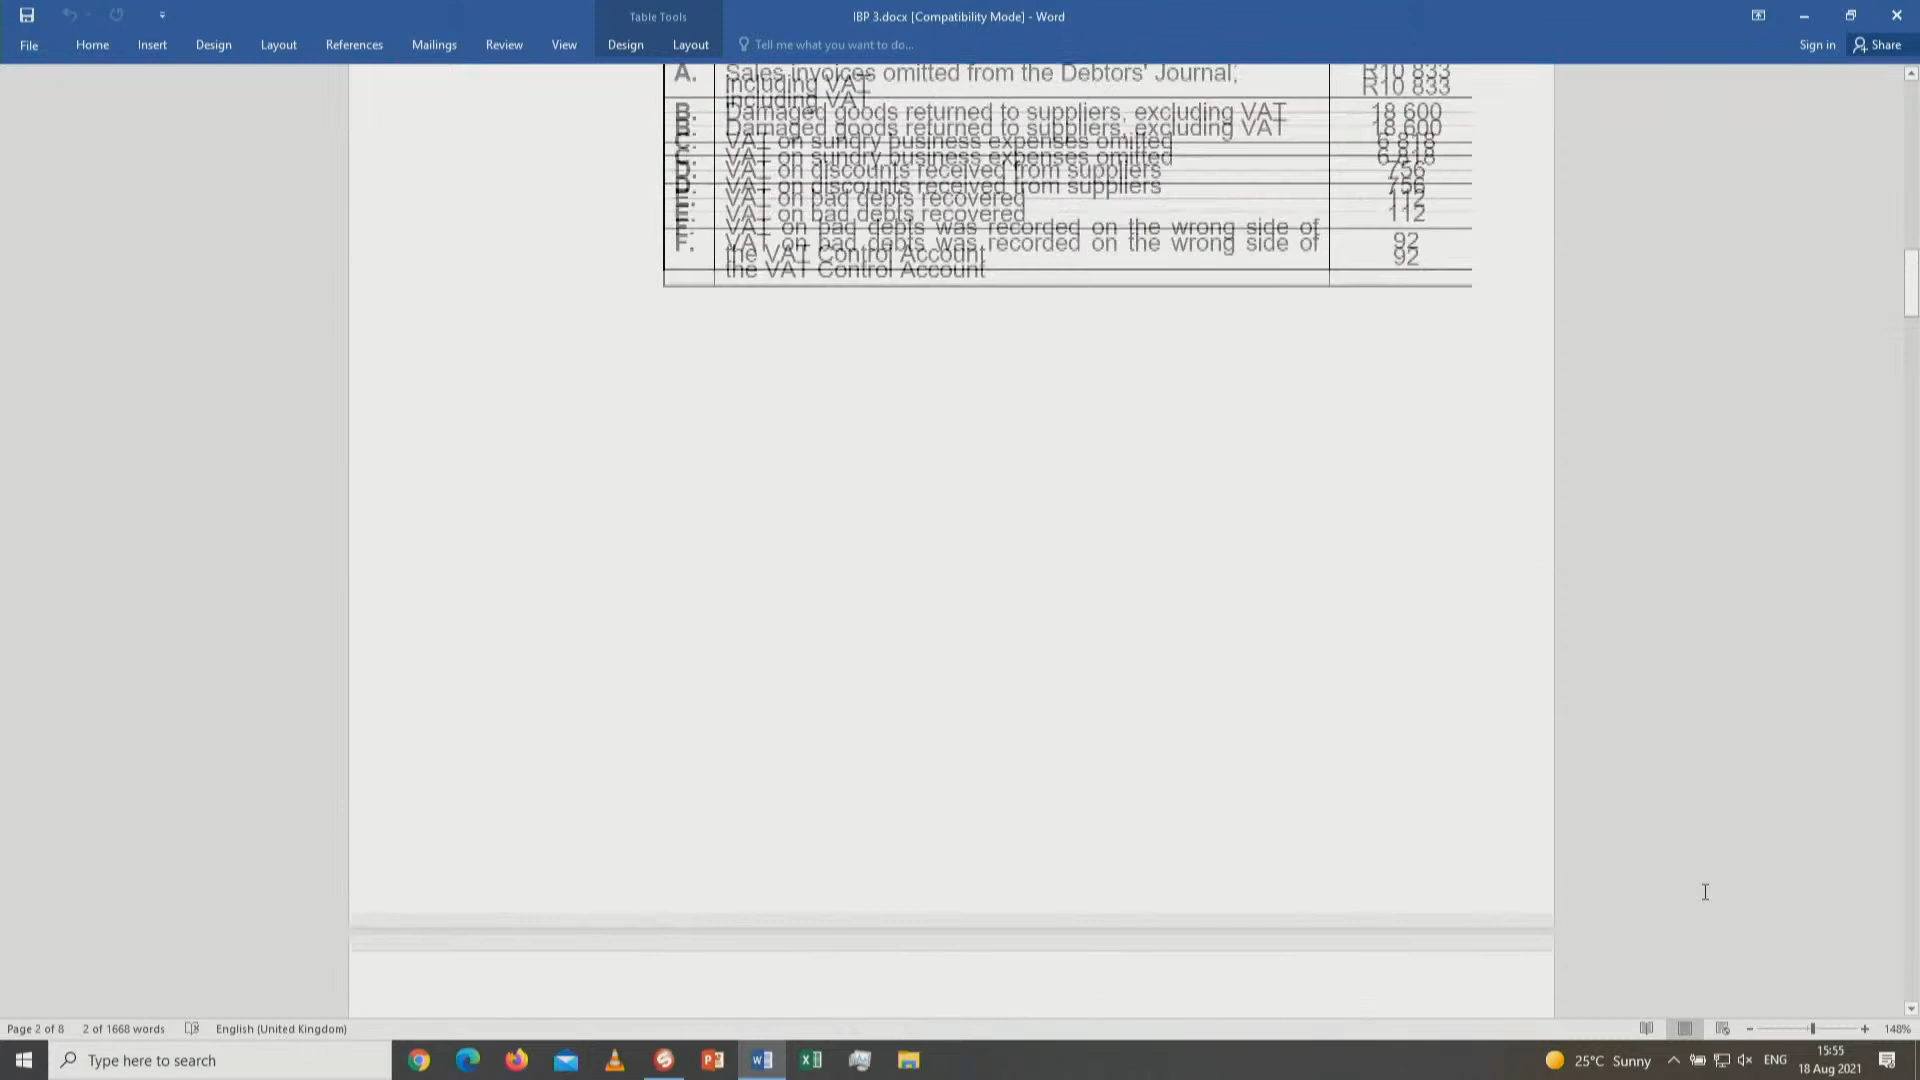 Table Tools
IBP 3.docx [Compatibility Mode] - Word
File Home Insert Design Layout References Mailings Review View Design Layout Tell me what you want to do... Sign in Share
A. Sales invoices omitted from the Debtors' Journal, R10 833
including VAT
B. Damaged goods returned to suppliers, excluding VAT 18 600
C. VAT on sundry business expenses omitted 6 818
D. VAT on discounts received from suppliers 756
E. VAT on bad debts recovered 112
F. VAT on bad debts was recorded on the wrong side of 92
the VAT Control Account
Page 2 of 8 2 of 1668 words English (United Kingdom) 148%
Type here to search 25°C Sunny ENG 15:55
18 Aug 2021